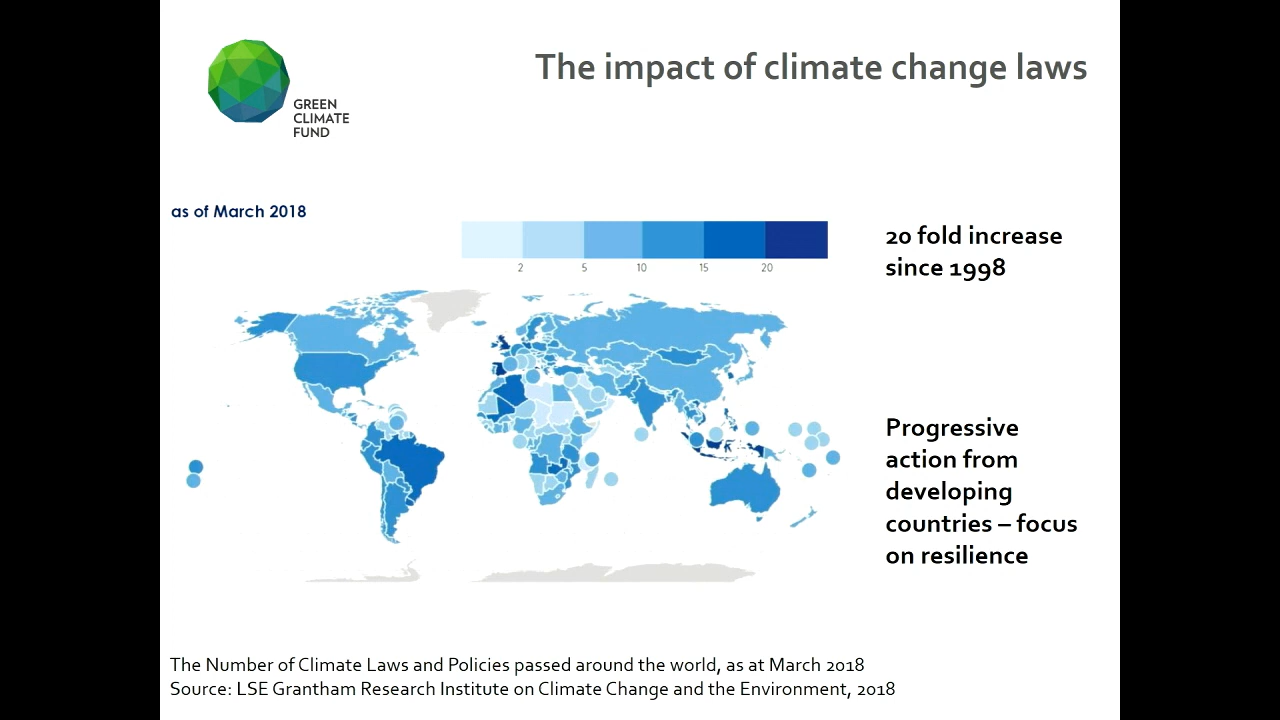 The impact of climate change laws
GREEN
CLIMATE
FUND
as of March 2018
2 5 10 15 20
20 fold increase
since 1998
Progressive
action from
developing
countries – focus
on resilience
The Number of Climate Laws and Policies passed around the world, as at March 2018
Source: LSE Grantham Research Institute on Climate Change and the Environment, 2018